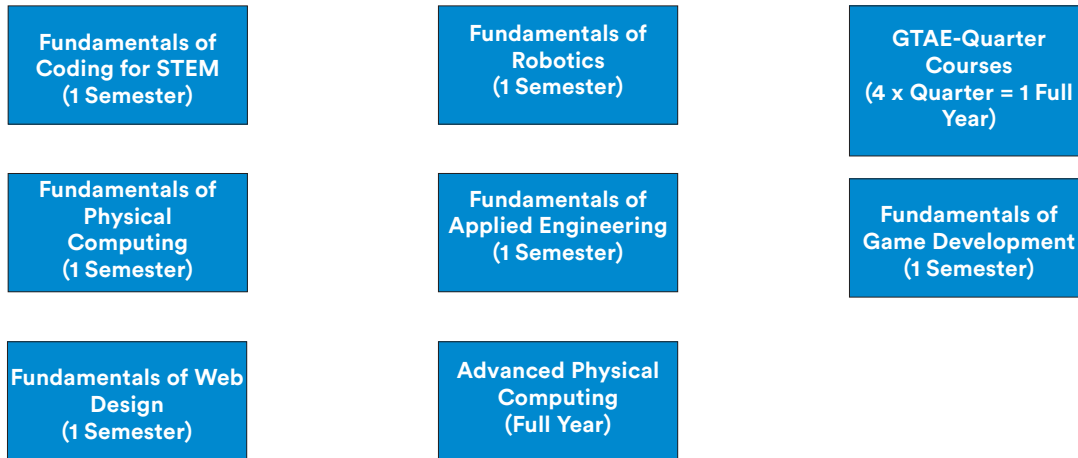 Fundamentals of
Coding for STEM
(1 Semester)
Fundamentals of
Robotics
(1 Semester)
GTAE-Quarter
Courses
(4 x Quarter = 1 Full
Year)
Fundamentals of
Physical
Computing
(1 Semester)
Fundamentals of
Applied Engineering
(1 Semester)
Fundamentals of
Game Development
(1 Semester)
Fundamentals of Web
Design
(1 Semester)
Advanced Physical
Computing
(Full Year)